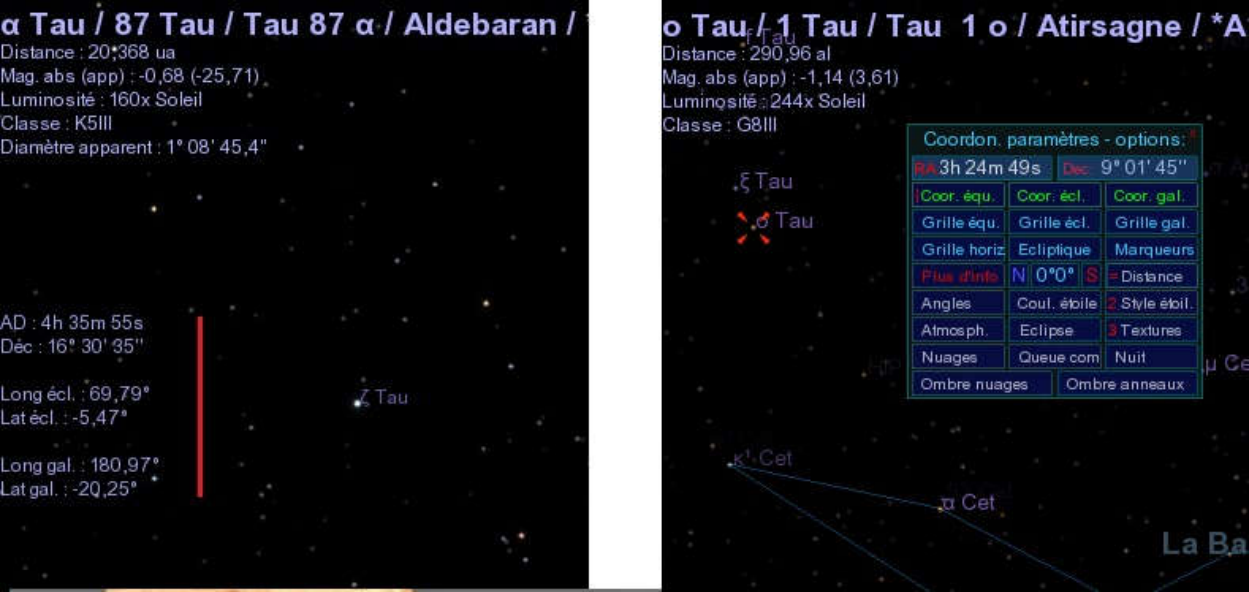 α Tau / 87 Tau / Tau 87 α / Aldebaran /
Distance : 20,368 ua
Mag. abs (app) : -0,68 (-25,71)
Luminosité : 160x Soleil
Classe : K5III
Diamètre apparent : 1° 08' 45,4"
AD : 4h 35m 55s
Déc : 16° 30' 35"
Long écl. : 69,79°
Lat écl. : -5,47°
Long gal. : 180,97°
Lat gal. : -20,25°
ζ Tau
ο Tau / 1 Tau / Tau 1 ο / Atirsagne / *A
f Tau
Distance : 290,96 al
Mag. abs (app) : -1,14 (3,61)
Luminosité : 244x Soleil
Classe : G8III
ξ Tau
ο Tau
Coordon. paramètres - options:
RA 3h 24m 49s Dec: 9° 01' 45"
Coor. équ. Coor. écl. Coor. gal.
Grille équ. Grille écl. Grille gal.
Grille horiz Ecliptique Marqueurs
Plus d'info N 0°0° S = Distance
Angles Coul. étoile 2 Style étoil.
Atmosph. Eclipse 3 Textures
Nuages Queue com Nuit
Ombre nuages Ombre anneaux
μ Ce
κ¹ Cet
α Cet
La Ba